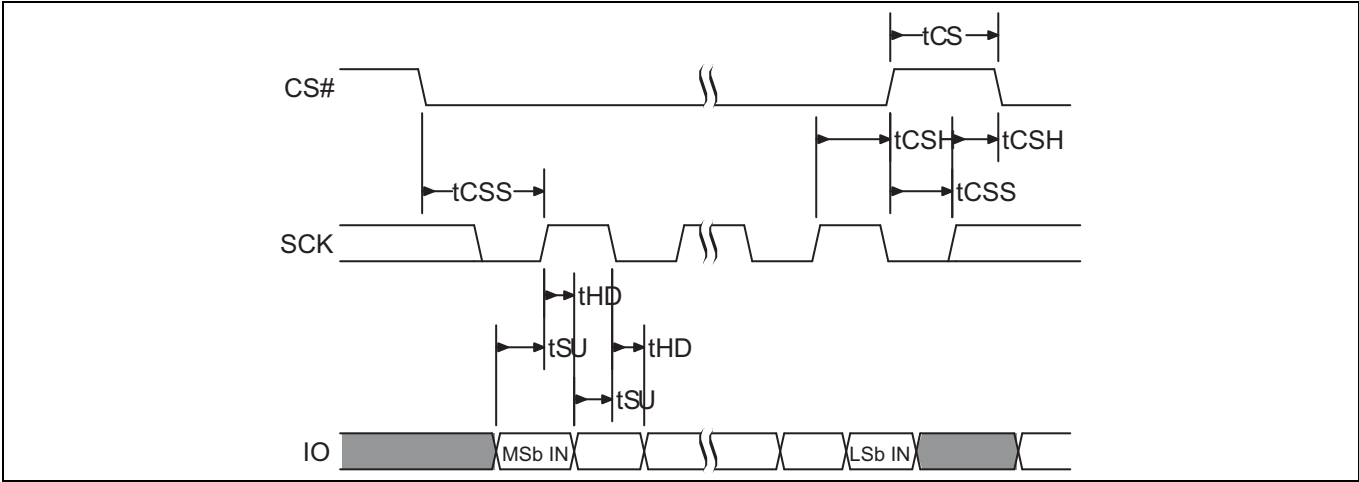 tCS
CS#
tCSH
tCSH
tCSS
tCSS
SCK
tHD
tSU
tHD
tSU
IO
MSb IN
LSb IN